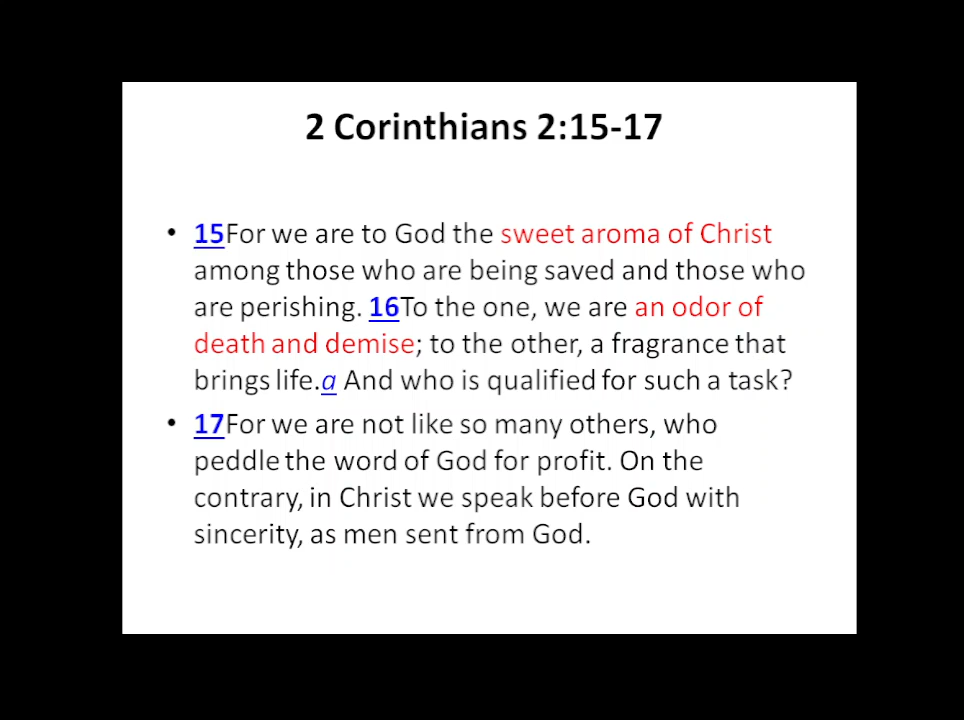 2 Corinthians 2:15-17
• 15For we are to God the sweet aroma of Christ
among those who are being saved and those who
are perishing. 16To the one, we are an odor of
death and demise; to the other, a fragrance that
brings life.a And who is qualified for such a task?
• 17For we are not like so many others, who
peddle the word of God for profit. On the
contrary, in Christ we speak before God with
sincerity, as men sent from God.